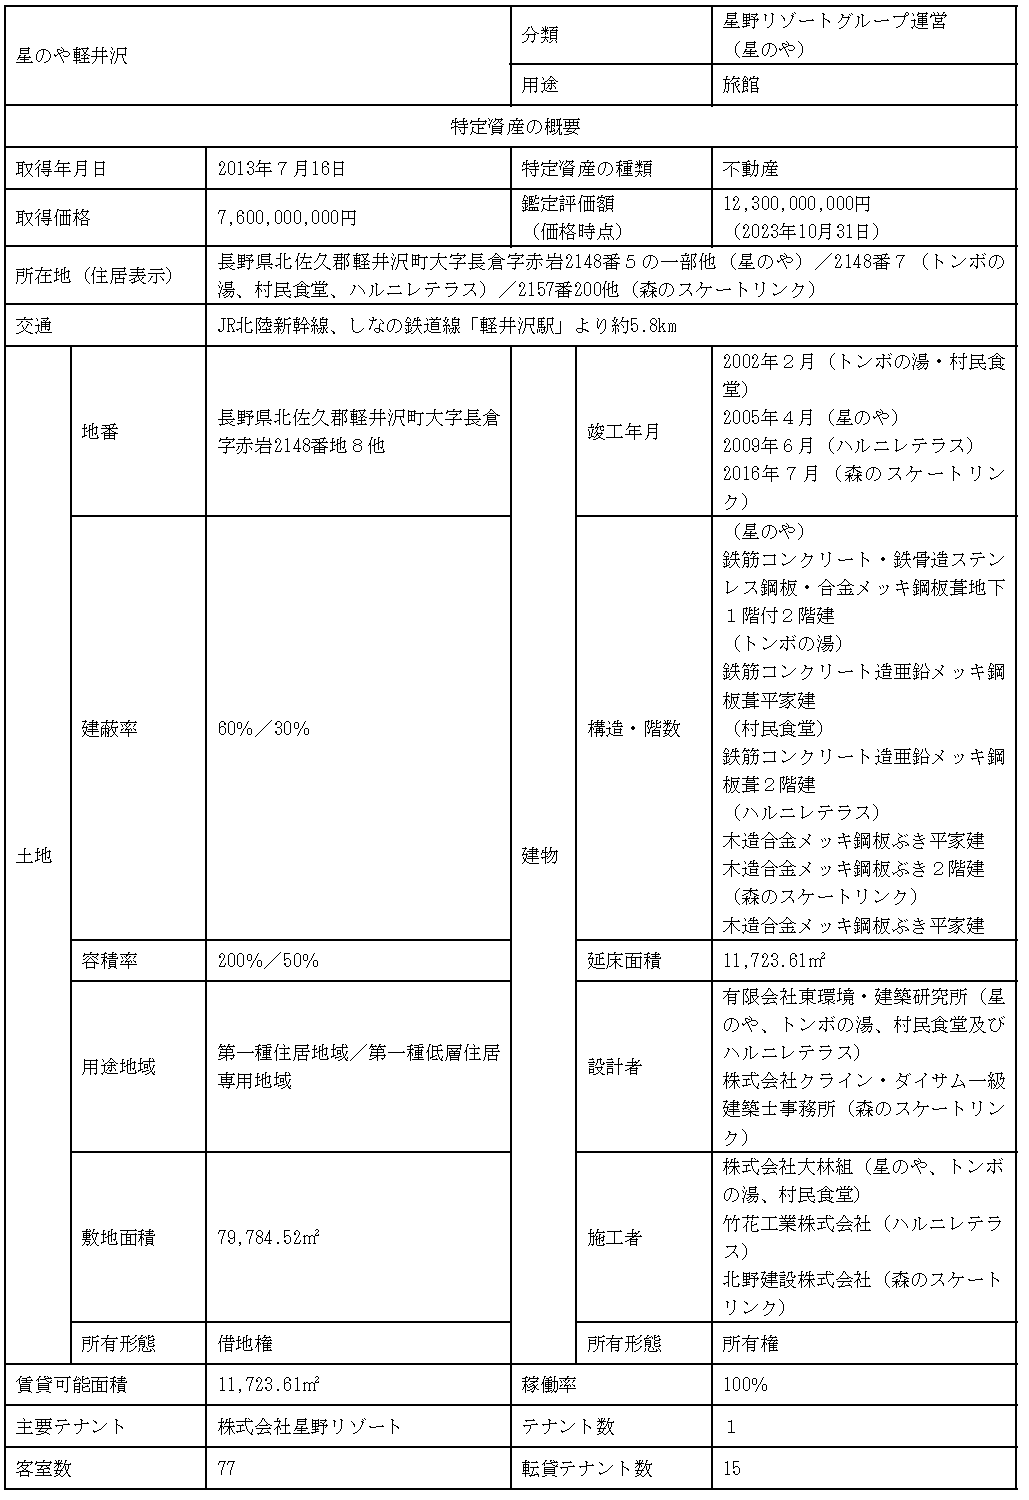 星のや軽井沢
分類
星野リゾートグループ運営
（星のや）
用途
旅館
特定資産の概要
取得年月日
2013年７月16日
特定資産の種類
不動産
取得価格
7,600,000,000円
鑑定評価額
（価格時点）
12,300,000,000円
（2023年10月31日）
所在地（住居表示）
長野県北佐久郡軽井沢町大字長倉字赤岩2148番５の一部他（星のや）／2148番７（トンボの
湯、村民食堂、ハルニレテラス）／2157番200他（森のスケートリンク）
交通
JR北陸新幹線、しなの鉄道線「軽井沢駅」より約5.8km
土地
地番
長野県北佐久郡軽井沢町大字長倉
字赤岩2148番地８他
建物
竣工年月
2002年２月（トンボの湯・村民食
堂）
2005年４月（星のや）
2009年６月（ハルニレテラス）
2016年７月（森のスケートリン
ク）
建蔽率
60％／30％
構造・階数
（星のや）
鉄筋コンクリート・鉄骨造ステン
レス鋼板・合金メッキ鋼板葺地下
１階付２階建
（トンボの湯）
鉄筋コンクリート造亜鉛メッキ鋼
板葺平家建
（村民食堂）
鉄筋コンクリート造亜鉛メッキ鋼
板葺２階建
（ハルニレテラス）
木造合金メッキ鋼板ぶき平家建
木造合金メッキ鋼板ぶき２階建
（森のスケートリンク）
木造合金メッキ鋼板ぶき平家建
容積率
200％／50％
延床面積
11,723.61㎡
用途地域
第一種住居地域／第一種低層住居
専用地域
設計者
有限会社東環境・建築研究所（星
のや、トンボの湯、村民食堂及び
ハルニレテラス）
株式会社クライン・ダイサム一級
建築士事務所（森のスケートリン
ク）
敷地面積
79,784.52㎡
施工者
株式会社大林組（星のや、トンボ
の湯、村民食堂）
竹花工業株式会社（ハルニレテラ
ス）
北野建設株式会社（森のスケート
リンク）
所有形態
借地権
所有形態
所有権
賃貸可能面積
11,723.61㎡
稼働率
100％
主要テナント
株式会社星野リゾート
テナント数
１
客室数
77
転貸テナント数
15